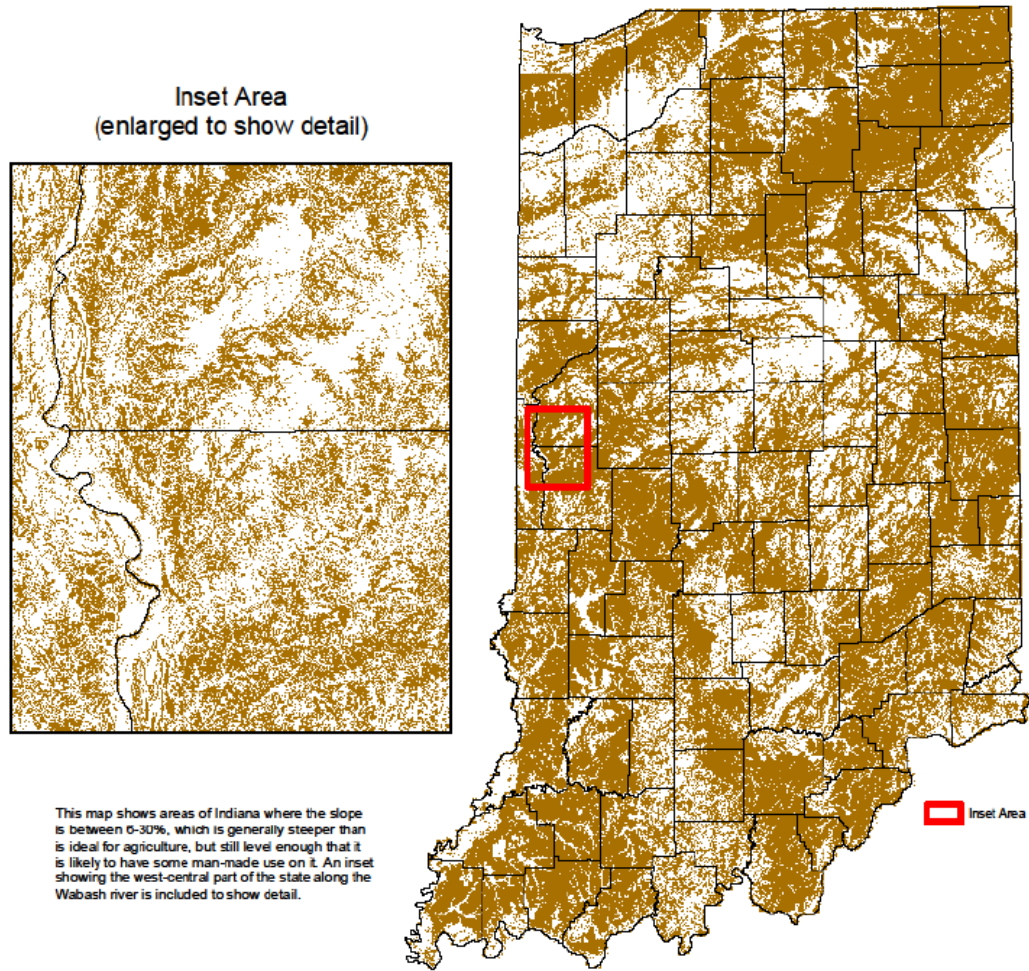 Inset Area
(enlarged to show detail)
This map shows areas of Indiana where the slope
is between 6-30%, which is generally steeper than
is ideal for agriculture, but still level enough that it
is likely to have some man-made use on it. An inset
showing the west-central part of the state along the
Wabash river is included to show detail.
Inset Area